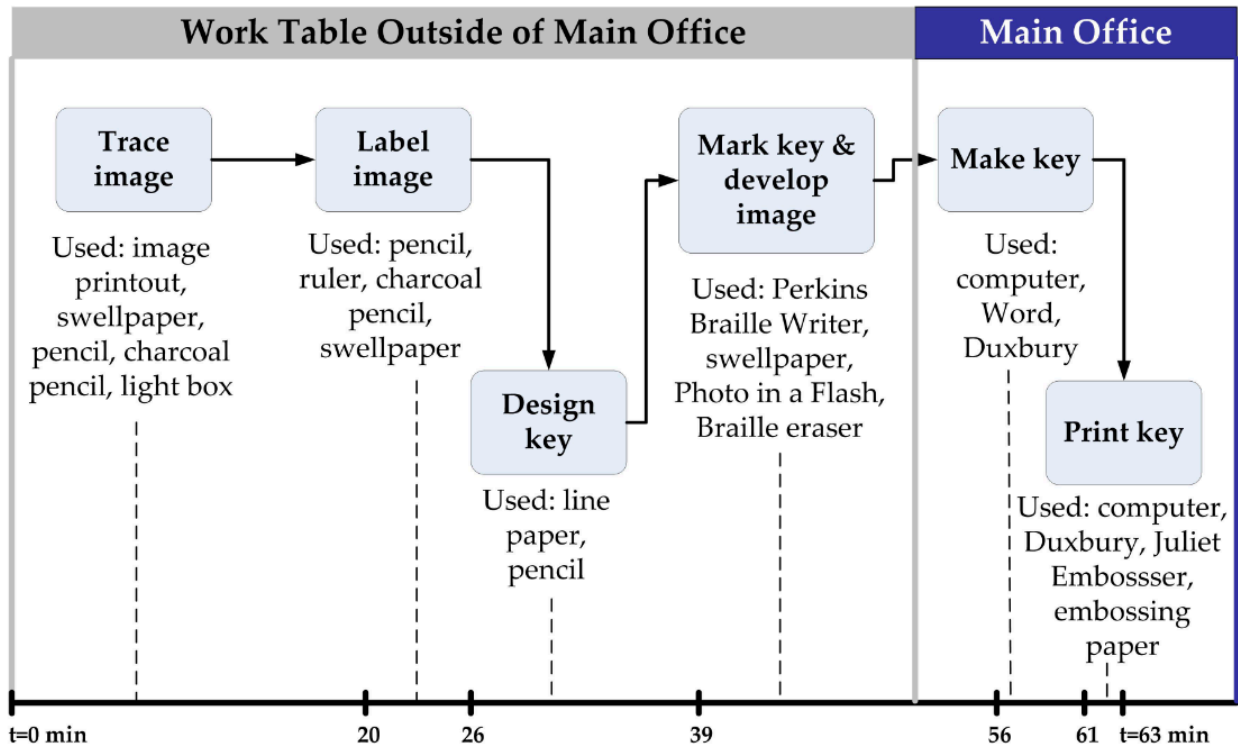 Work Table Outside of Main Office
Main Office
Trace
image
Used: image
printout,
swellpaper,
pencil, charcoal
pencil, light box
Label
image
Used: pencil,
ruler, charcoal
pencil,
swellpaper
Design
key
Used: line
paper,
pencil
Mark key &
develop
image
Used: Perkins
Braille Writer,
swellpaper,
Photo in a Flash,
Braille eraser
Make key
Used:
computer,
Word,
Duxbury
Print key
Used: computer,
Duxbury, Juliet
Embossser,
embossing
paper
t=0 min
20
26
39
56
61
t=63 min